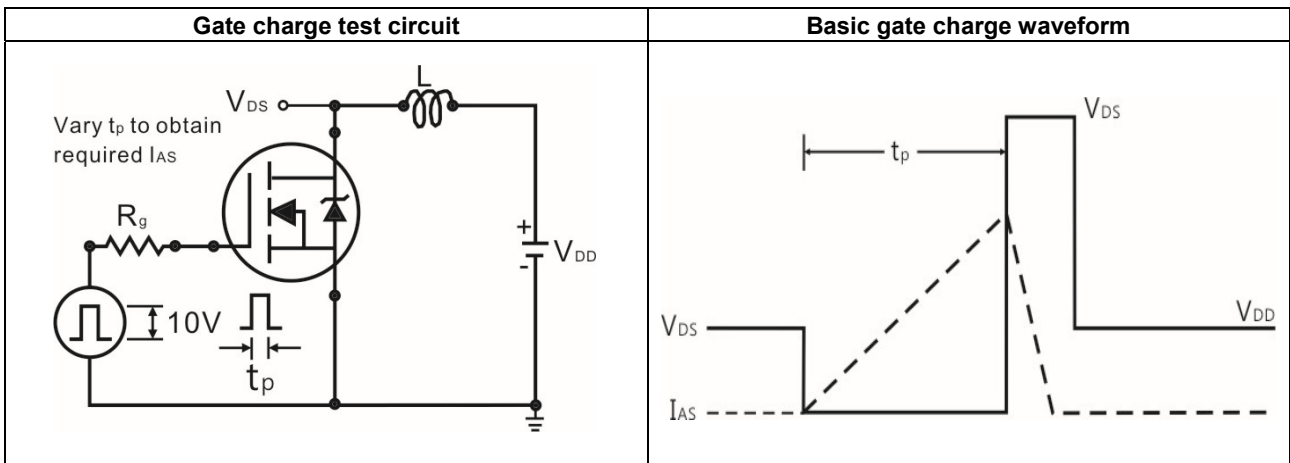 Gate charge test circuit
Basic gate charge waveform
Vary tp to obtain
required IAS
VDS
L
Rg
+
-
VDD
10V
tp
VDS
tp
VDS
VDD
IAS